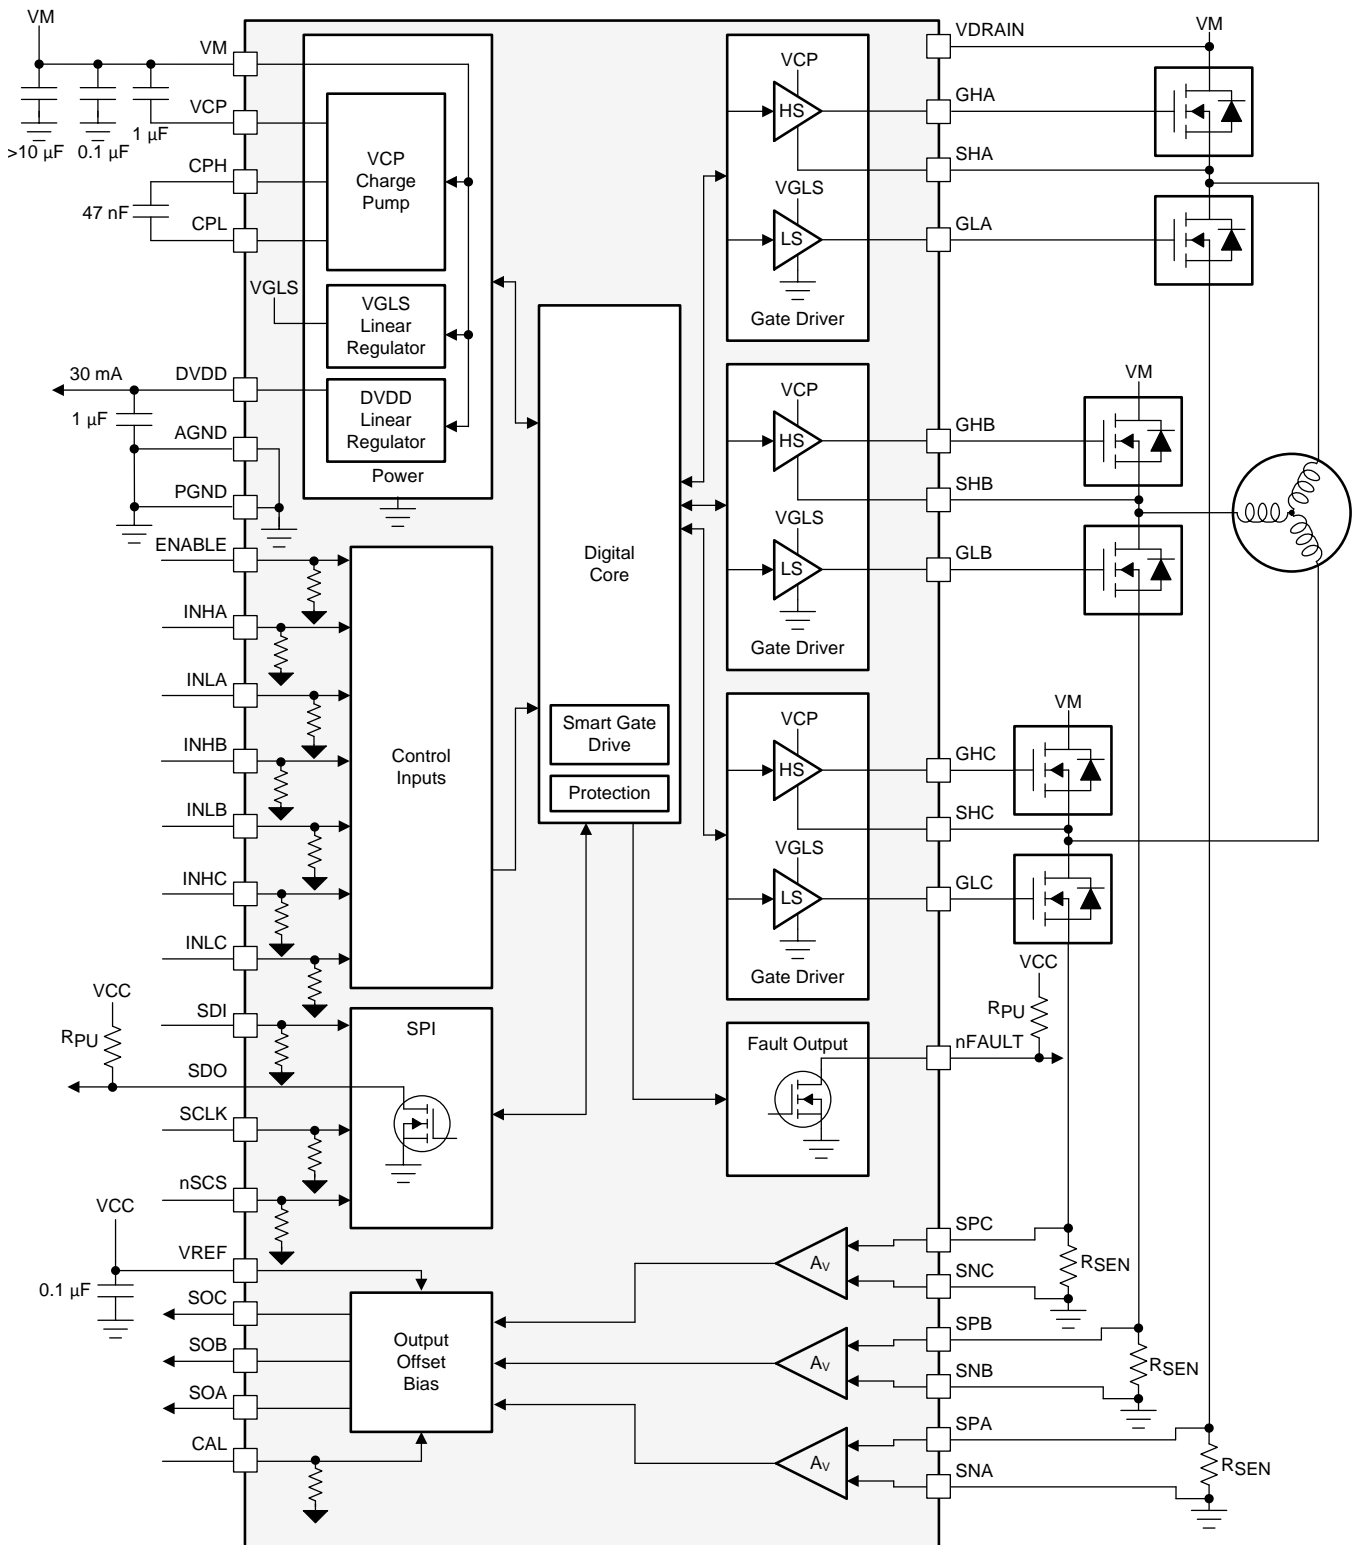 VM
VM
VCP
>10 µF
0.1 µF
1 µF
CPH
47 nF
CPL
VCP
Charge
Pump
VGLS
VGLS
Linear
Regulator
30 mA
DVDD
1 µF
DVDD
Linear
Regulator
AGND
Power
PGND
ENABLE
INHA
INLA
INHB
INLB
INHC
INLC
Control
Inputs
VCC
RPU
SDI
SDO
SCLK
nSCS
SPI
VCC
VREF
0.1 µF
SOC
SOB
SOA
CAL
Output
Offset
Bias
Digital
Core
Smart Gate
Drive
Protection
VCP
HS
VGLS
LS
Gate Driver
VCP
HS
VGLS
LS
Gate Driver
VCP
HS
VGLS
LS
Gate Driver
Fault Output
AV
AV
AV
VDRAIN
VM
GHA
SHA
GLA
VM
GHB
SHB
GLB
VM
GHC
SHC
GLC
VCC
RPU
nFAULT
SPC
RSEN
SNC
SPB
RSEN
SNB
SPA
RSEN
SNA